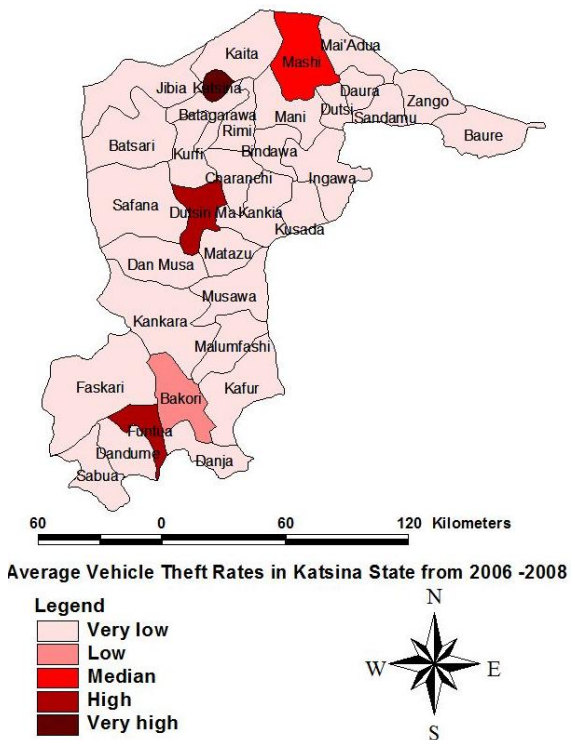 Kaita
Mai'Adua
Mashi
Jibia
Katsina
Daura
Zango
Batagarawa
Mani
Dutsi
Sandamu
Rimi
Baure
Batsari
Kurfi
Bindawa
Charanchi
Ingawa
Safana
Dutsin Ma
Kankia
Kusada
Matazu
Dan Musa
Musawa
Kankara
Malumfashi
Faskari
Kafur
Bakori
Funtua
Dandume
Danja
Sabua
60 0 60 120 Kilometers
Average Vehicle Theft Rates in Katsina State from 2006 -2008
Legend
Very low
Low
Median
High
Very high
N
W E
S